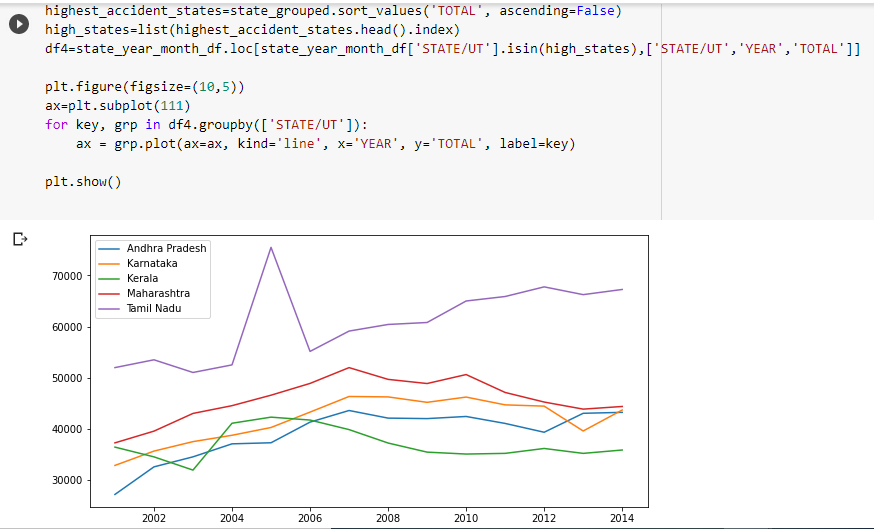 highest_accident_states=state_grouped.sort_values('TOTAL', ascending=False)
high_states=list(highest_accident_states.head().index)
df4=state_year_month_df.loc[state_year_month_df['STATE/UT'].isin(high_states),['STATE/UT','YEAR','TOTAL']]
plt.figure(figsize=(10,5))
ax=plt.subplot(111)
for key, grp in df4.groupby(['STATE/UT']):
    ax = grp.plot(ax=ax, kind='line', x='YEAR', y='TOTAL', label=key)
plt.show()
Andhra Pradesh
Karnataka
Kerala
Maharashtra
Tamil Nadu
70000
60000
50000
40000
30000
2002 2004 2006 2008 2010 2012 2014